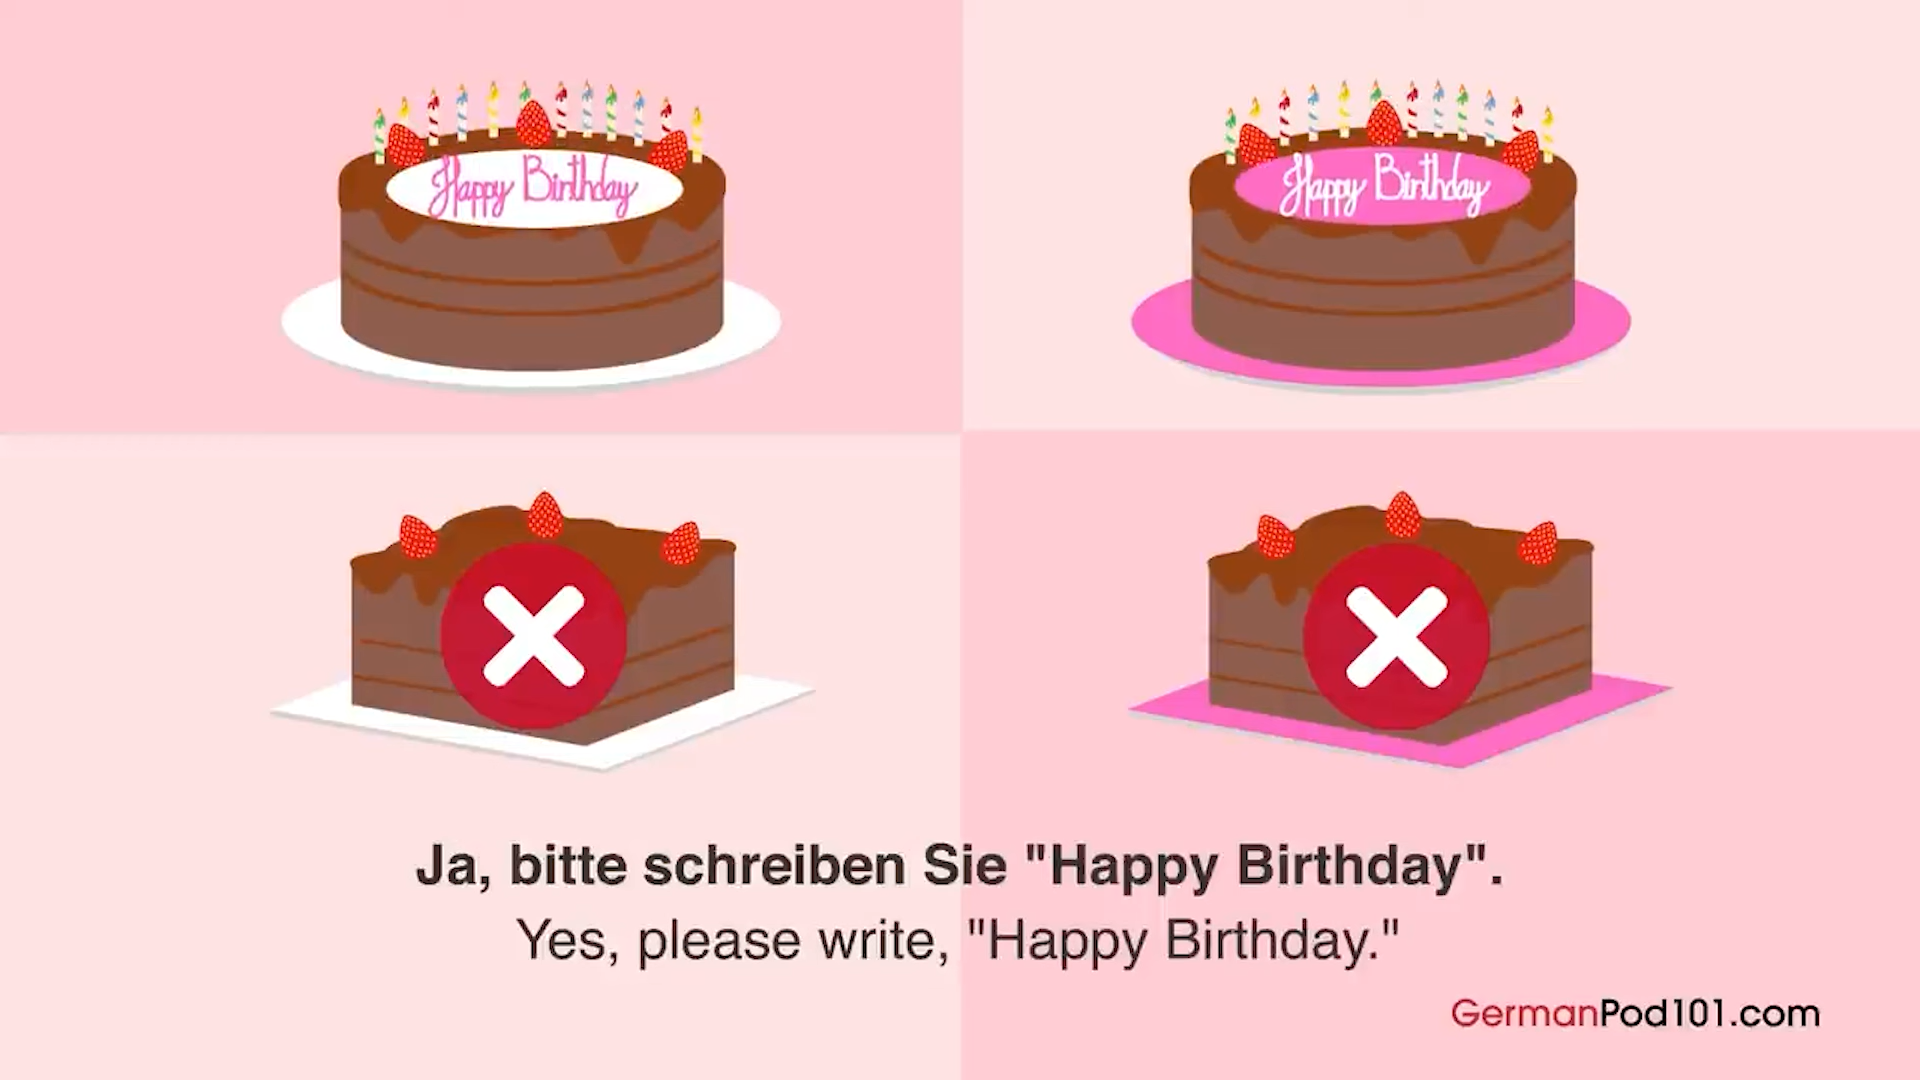 Happy Birthday
Happy Birthday
Ja, bitte schreiben Sie "Happy Birthday".
Yes, please write, "Happy Birthday."
GermanPod101.com